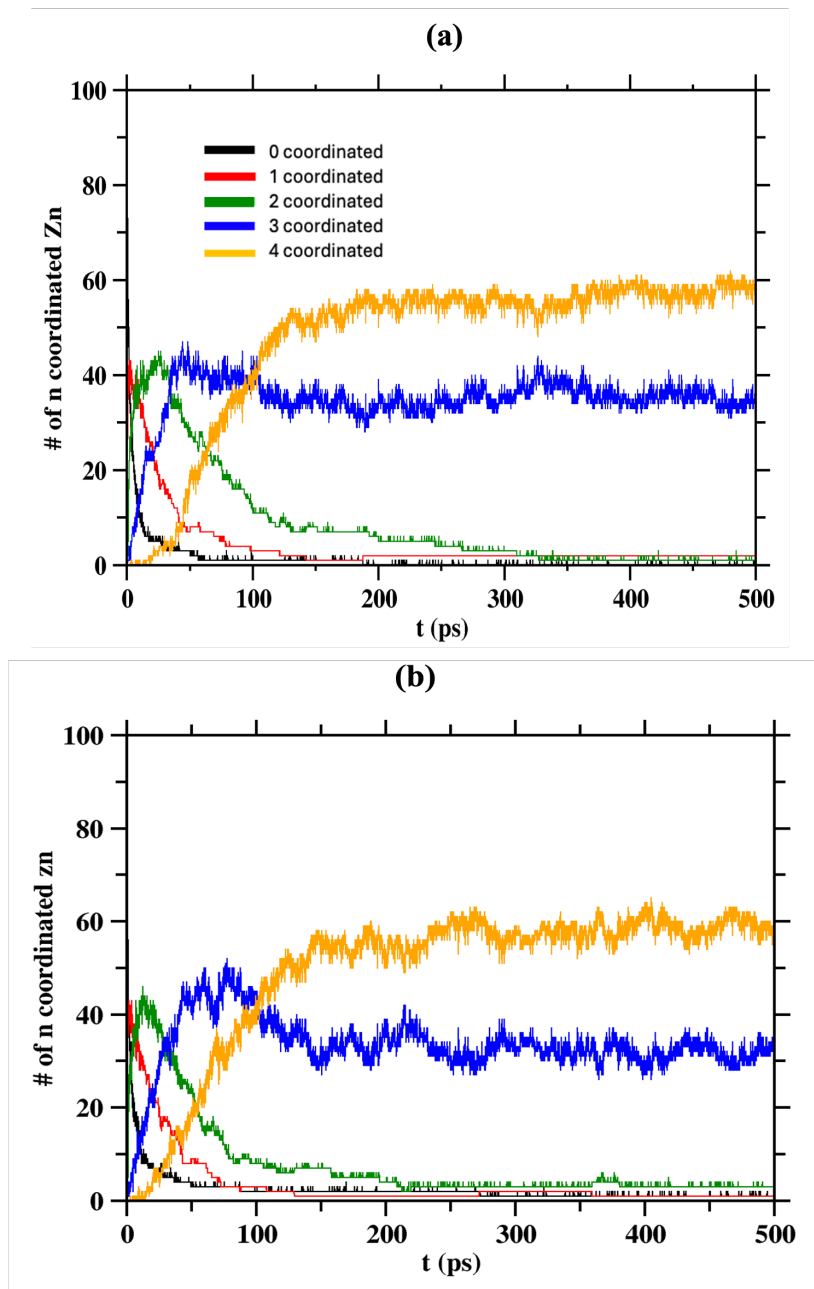 (a)
# of n coordinated Zn
100
80
60
40
20
0
0 coordinated
1 coordinated
2 coordinated
3 coordinated
4 coordinated
0 100 200 300 400 500
t (ps)
(b)
# of n coordinated zn
100
80
60
40
20
0
0 100 200 300 400 500
t (ps)